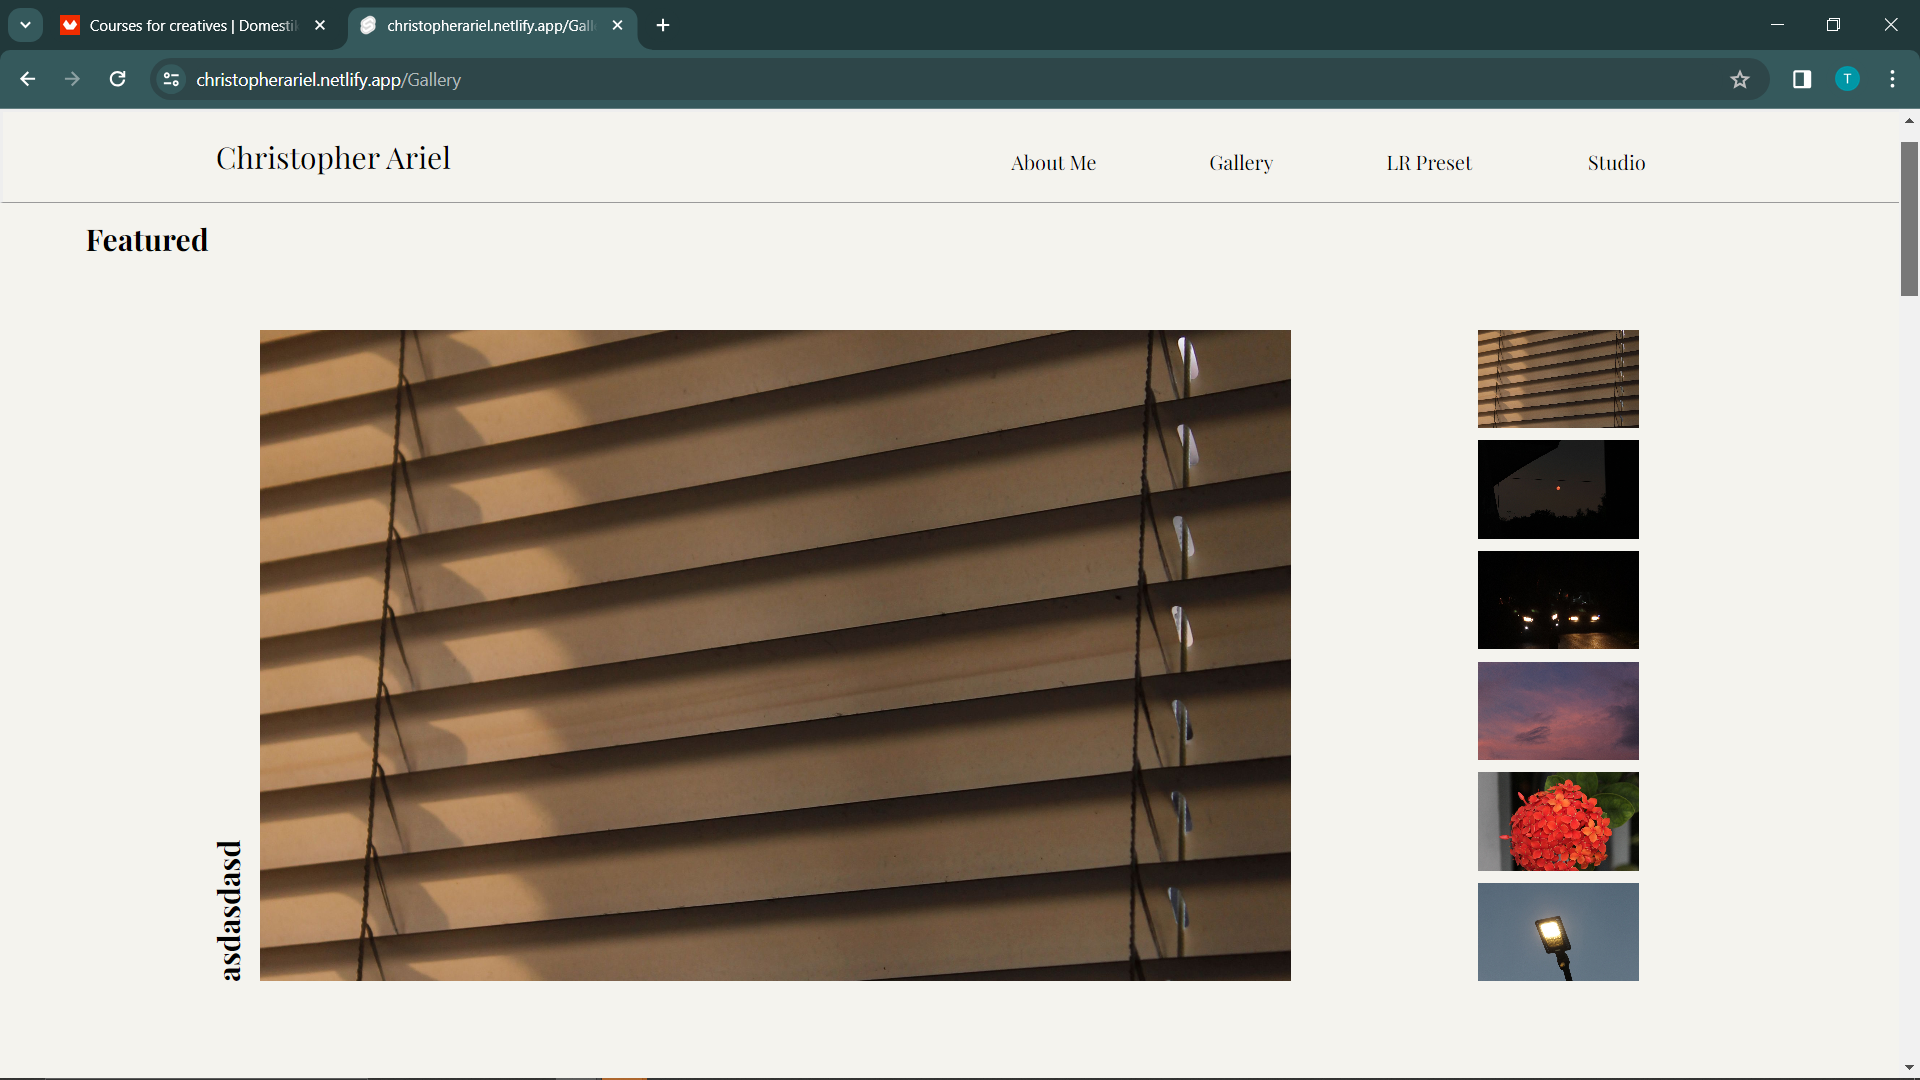 Courses for creatives | Domesti
christopherariel.netlify.app/Gall
christopherariel.netlify.app/Gallery
T
Christopher Ariel
About Me
Gallery
LR Preset
Studio
Featured
asdasdasd